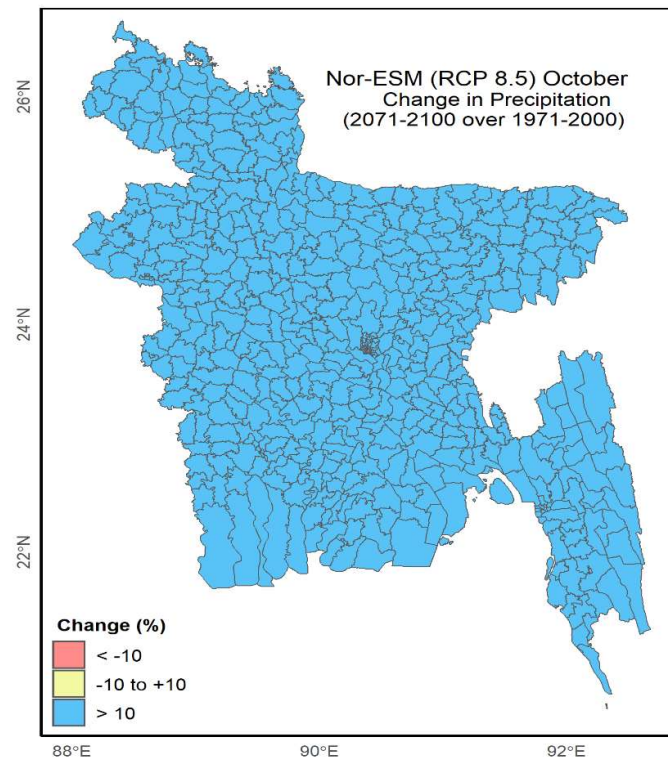 Nor-ESM (RCP 8.5) October
Change in Precipitation
(2071-2100 over 1971-2000)
26°N
24°N
22°N
Change (%)
< -10
-10 to +10
> 10
88°E 90°E 92°E